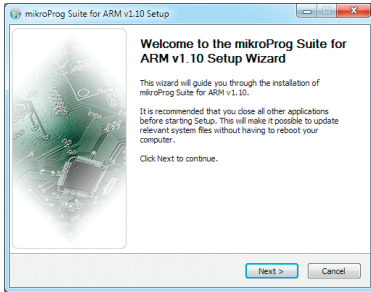 mikroProg Suite for ARM v1.10 Setup
Welcome to the mikroProg Suite for
ARM v1.10 Setup Wizard
This wizard will guide you through the installation of
mikroProg Suite for ARM v1.10.
It is recommended that you close all other applications
before starting Setup. This will make it possible to update
relevant system files without having to reboot your
computer.
Click Next to continue.
Next >
Cancel